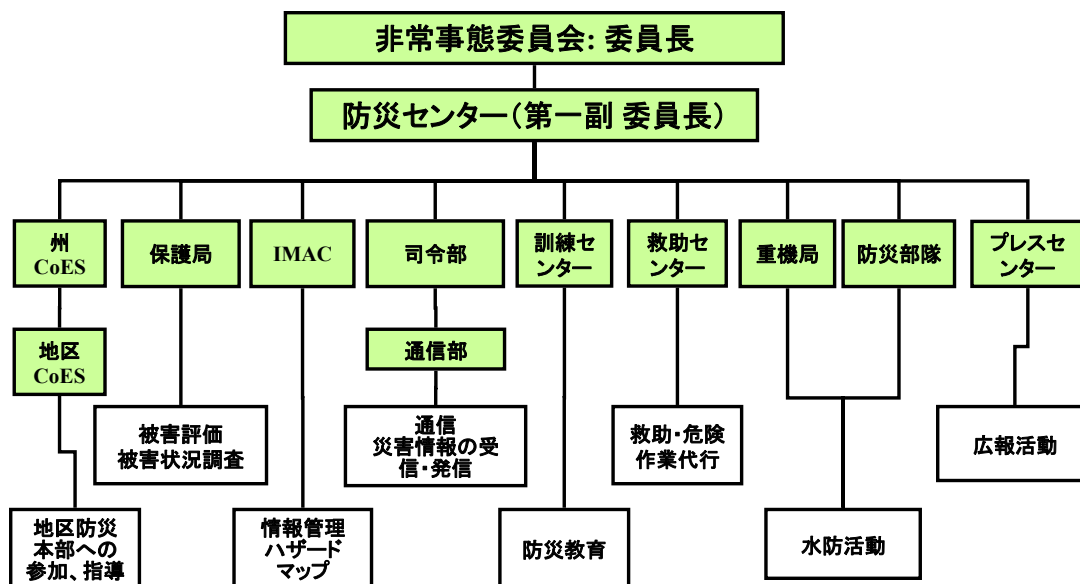 非常事態委員会: 委員長
防災センター（第一副 委員長）
州
CoES
保護局
IMAC
司令部
訓練セ
ンター
救助セ
ンター
重機局
防災部隊
プレスセ
ンター
地区
CoES
通信部
被害評価
被害状況調査
通信
災害情報の受
信・発信
救助・危険
作業代行
広報活動
地区防災
本部への
参加、指導
情報管理
ハザード
マップ
防災教育
水防活動